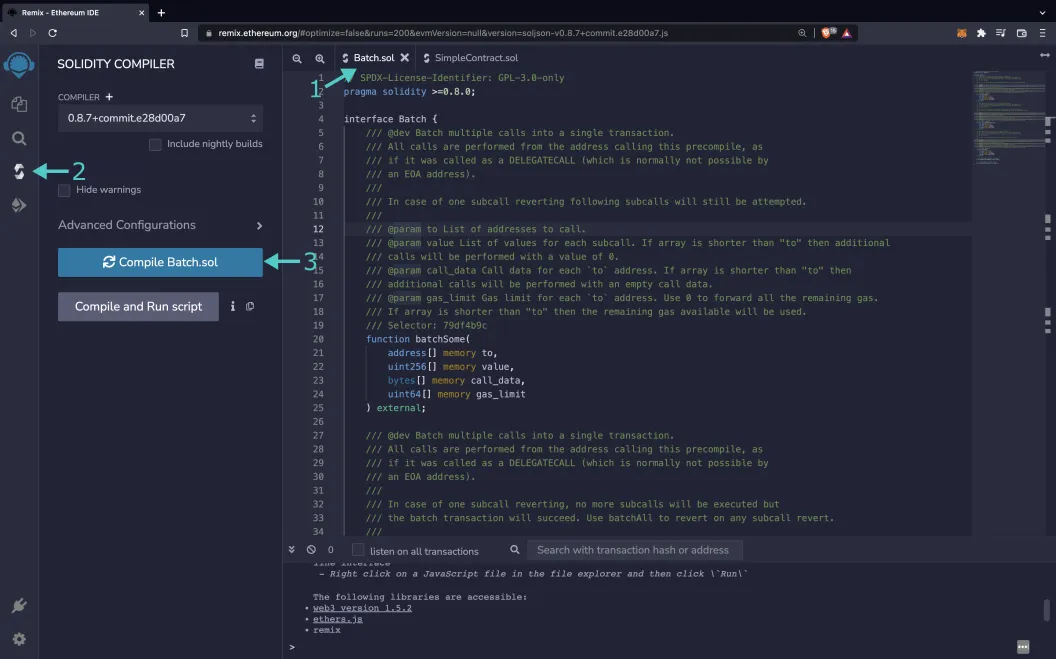 Remix - Ethereum IDE
remix.ethereum.org/#optimize=false&runs=200&evmVersion=null&version=soljson-v0.8.7+commit.e28d00a7.js
SOLIDITY COMPILER
COMPILER
0.8.7+commit.e28d00a7
Include nightly builds
2
Hide warnings
Advanced Configurations
Compile Batch.sol
3
Compile and Run script
Batch.sol
SimpleContract.sol
1
1 SPDX-License-Identifier: GPL-3.0-only
2 pragma solidity >=0.8.0;
3
4 interface Batch {
5 /// @dev Batch multiple calls into a single transaction.
6 /// All calls are performed from the address calling this precompile, as
7 /// if it was called as a DELEGATECALL (which is normally not possible by
8 /// an EOA address).
9 ///
10 /// In case of one subcall reverting following subcalls will still be attempted.
11 ///
12 /// @param to List of addresses to call.
13 /// @param value List of values for each subcall. If array is shorter than "to" then additional
14 /// calls will be performed with a value of 0.
15 /// @param call_data Call data for each `to` address. If array is shorter than "to" then
16 /// additional calls will be performed with an empty call data.
17 /// @param gas_limit Gas limit for each `to` address. Use 0 to forward all the remaining gas.
18 /// If array is shorter than "to" then the remaining gas available will be used.
19 /// Selector: 79df4b9c
20 function batchSome(
21 address[] memory to,
22 uint256[] memory value,
23 bytes[] memory call_data,
24 uint64[] memory gas_limit
25 ) external;
26
27 /// @dev Batch multiple calls into a single transaction.
28 /// All calls are performed from the address calling this precompile, as
29 /// if it was called as a DELEGATECALL (which is normally not possible by
30 /// an EOA address).
31 ///
32 /// In case of one subcall reverting, no more subcalls will be executed but
33 /// the batch transaction will succeed. Use batchAll to revert on any subcall revert.
34 ///
0
listen on all transactions
Search with transaction hash or address
line interface
- Right click on a JavaScript file in the file explorer and then click \`Run\`
The following libraries are accessible:
• web3 version 1.5.2
• ethers.js
• remix
>